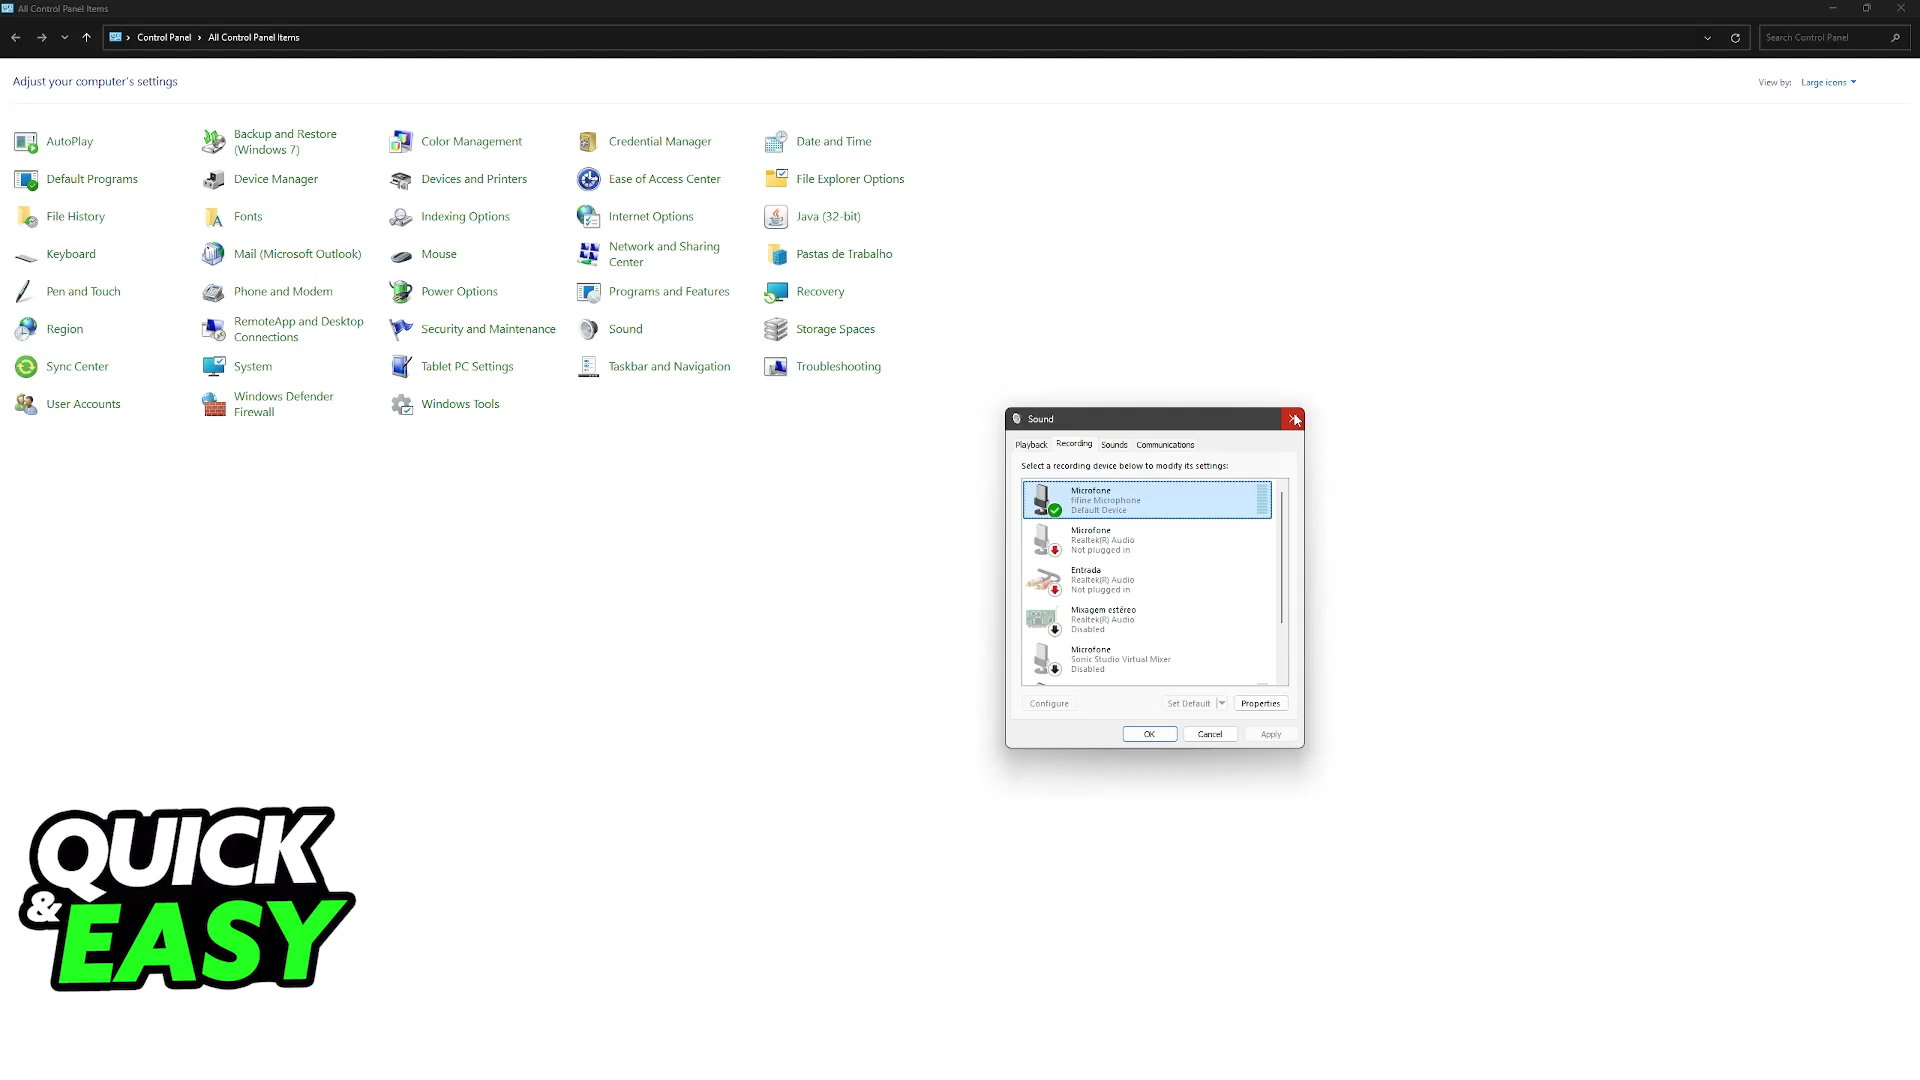 All Control Panel Items
Control Panel › All Control Panel Items
Search Control Panel
Adjust your computer's settings
View by: Large icons
AutoPlay
Backup and Restore
(Windows 7)
Color Management
Credential Manager
Date and Time
Default Programs
Device Manager
Devices and Printers
Ease of Access Center
File Explorer Options
File History
Fonts
Indexing Options
Internet Options
Java (32-bit)
Keyboard
Mail (Microsoft Outlook)
Mouse
Network and Sharing
Center
Pastas de Trabalho
Pen and Touch
Phone and Modem
Power Options
Programs and Features
Recovery
Region
RemoteApp and Desktop
Connections
Security and Maintenance
Sound
Storage Spaces
Sync Center
System
Tablet PC Settings
Taskbar and Navigation
Troubleshooting
User Accounts
Windows Defender
Firewall
Windows Tools
Sound
Playback Recording Sounds Communications
Select a recording device below to modify its settings:
Microfone
fifine Microphone
Default Device
Microfone
Realtek(R) Audio
Not plugged in
Entrada
Realtek(R) Audio
Not plugged in
Mixagem estéreo
Realtek(R) Audio
Disabled
Microfone
Sonic Studio Virtual Mixer
Disabled
Configure Set Default Properties
OK Cancel Apply
QUICK
& EASY